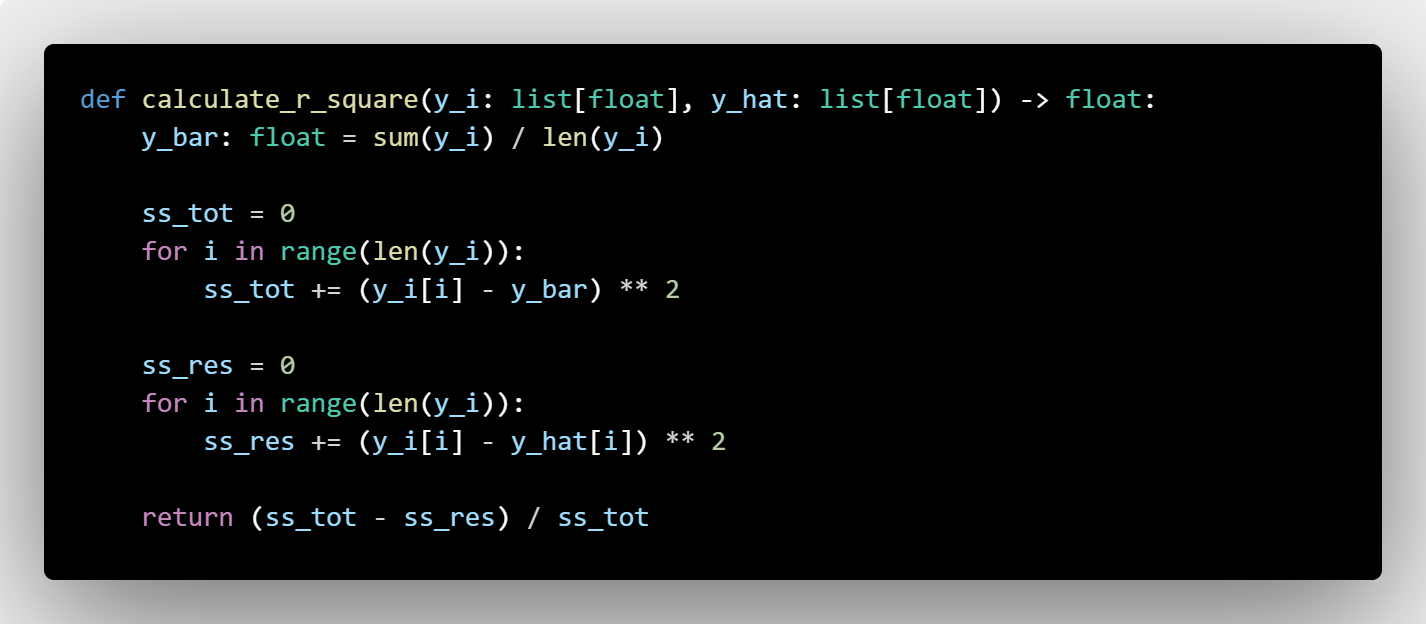 def calculate_r_square(y_i: list[float], y_hat: list[float]) -> float:
    y_bar: float = sum(y_i) / len(y_i)

    ss_tot = 0
    for i in range(len(y_i)):
        ss_tot += (y_i[i] - y_bar) ** 2

    ss_res = 0
    for i in range(len(y_i)):
        ss_res += (y_i[i] - y_hat[i]) ** 2

    return (ss_tot - ss_res) / ss_tot